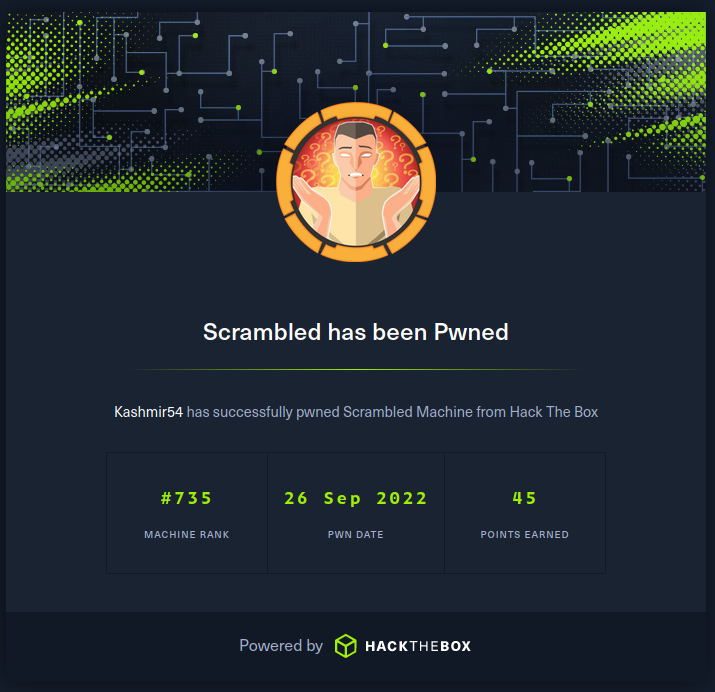 Scrambled has been Pwned
Kashmir54 has successfully pwned Scrambled Machine from Hack The Box
#735
26 Sep 2022
45
MACHINE RANK
PWN DATE
POINTS EARNED
Powered by HACKTHEBOX